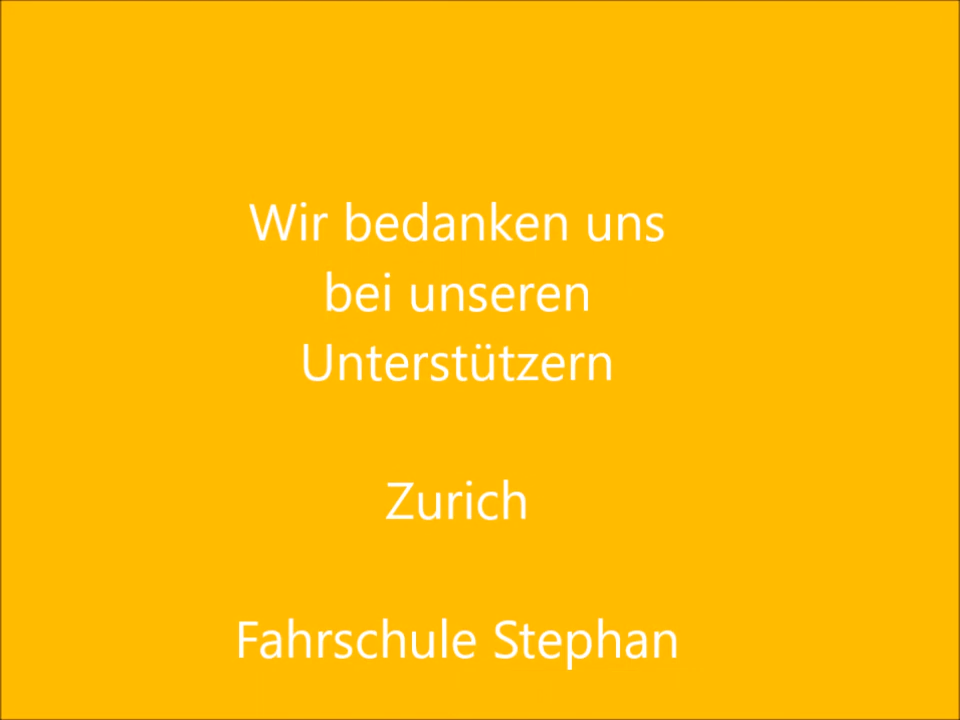 Wir bedanken uns
bei unseren
Unterstützern
Zurich
Fahrschule Stephan